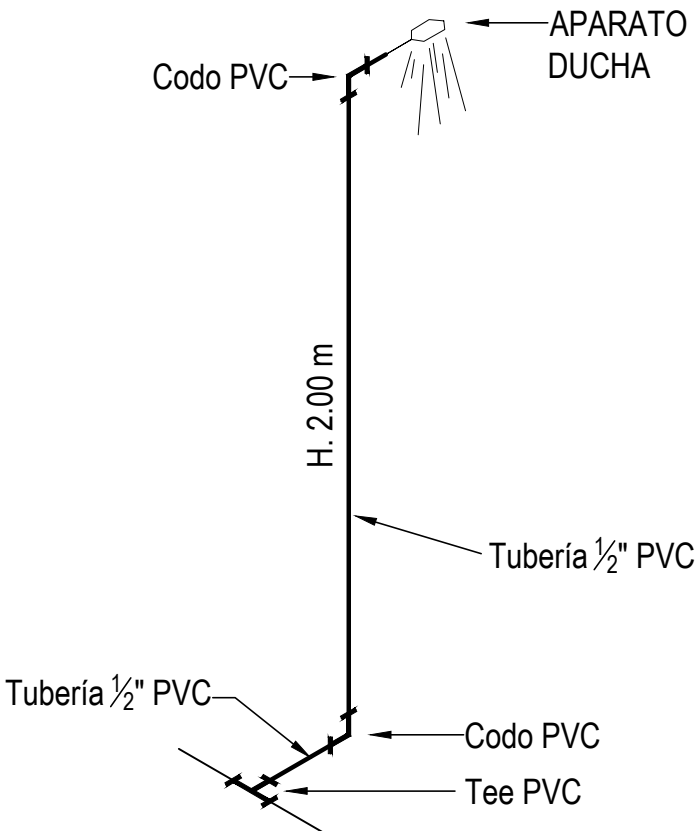 APARATO
DUCHA
Codo PVC
H. 2.00 m
Tubería ½" PVC
Tubería ½" PVC
Codo PVC
Tee PVC